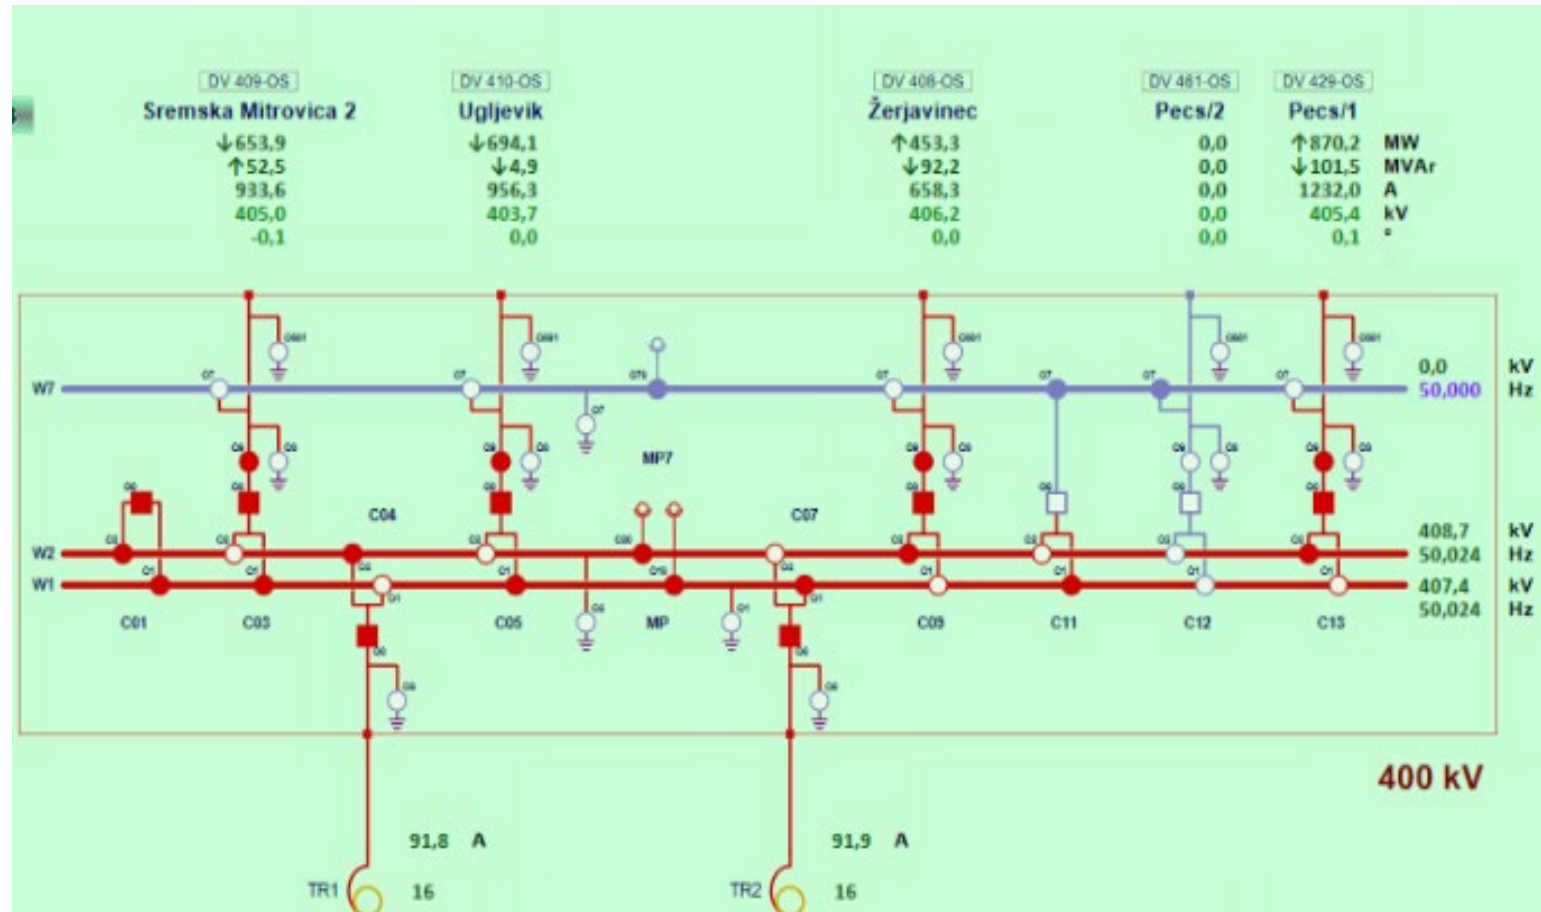 DV 409-OS DV 410-OS DV 408-OS DV 461-OS DV 429-OS
Sremska Mitrovica 2 Ugljevik Žerjavinec Pecs/2 Pecs/1
↓653,9 ↓694,1 ↑453,3 0,0 ↑870,2 MW
↑52,5 ↓4,9 ↓92,2 0,0 ↓101,5 MVAr
933,6 956,3 658,3 0,0 1232,0 A
405,0 403,7 406,2 0,0 405,4 kV
-0,1 0,0 0,0 0,0 0,1 °
0,0 kV
W7 50,000 Hz
MP7
C04 C07
408,7 kV
W2 50,024 Hz
W1 407,4 kV
50,024 Hz
C01 C03 C05 MP C09 C11 C12 C13
400 kV
91,8 A 91,9 A
TR1 16 TR2 16